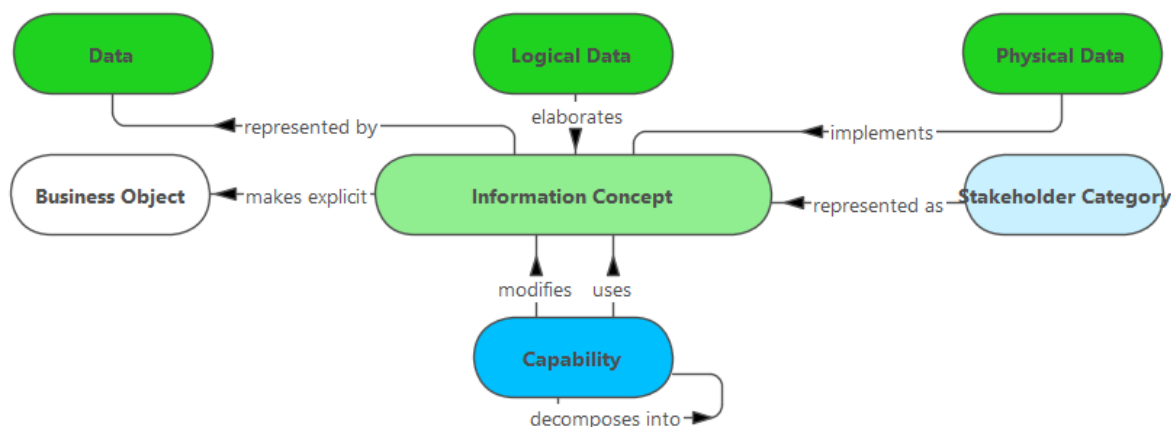 Data
Logical Data
Physical Data
elaborates
represented by
implements
Business Object
makes explicit
Information Concept
represented as
Stakeholder Category
modifies
uses
Capability
decomposes into